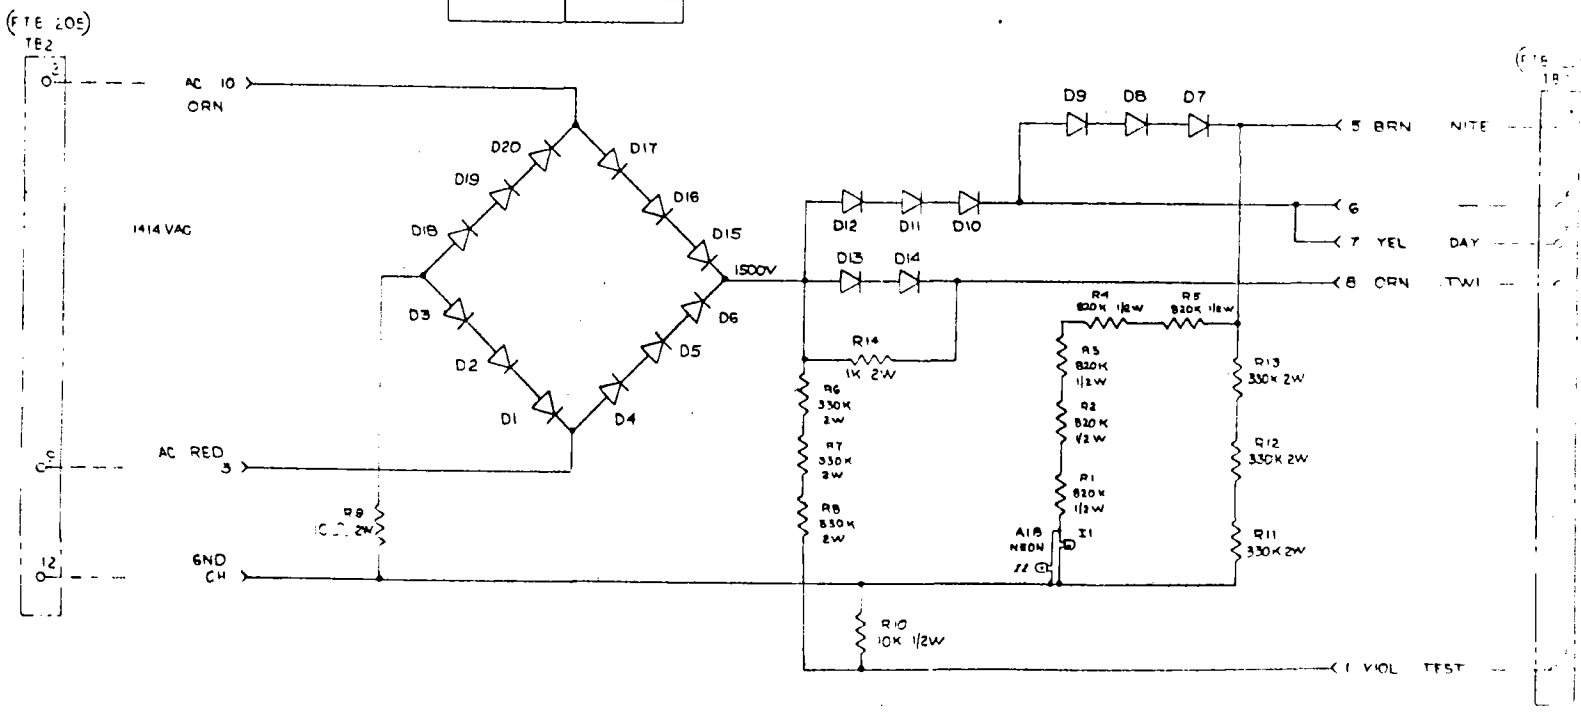 TB2
2
AC 10
ORN
1414 VAC
D20
D19
D18
D17
D16
D15
D3
D2
D1
D4
D5
D6
1500V
D9 D8 D7
D12 D11 D10
D13 D14
5 BRN NITE
6
7 YEL DAY
8 ORN TWI
R14
1K 2W
R4
820K 1/2W
R5
820K 1/2W
R3
820K
1/2W
R2
820K
1/2W
R1
820K
1/2W
R6
330K
2W
R7
330K
2W
R8
330K
2W
R13
330K 2W
R12
330K 2W
R11
330K 2W
A1B
NEON
I1
AC RED
3
R9
2W
12
GND
CH
R10
10K 1/2W
1 VIOL TEST